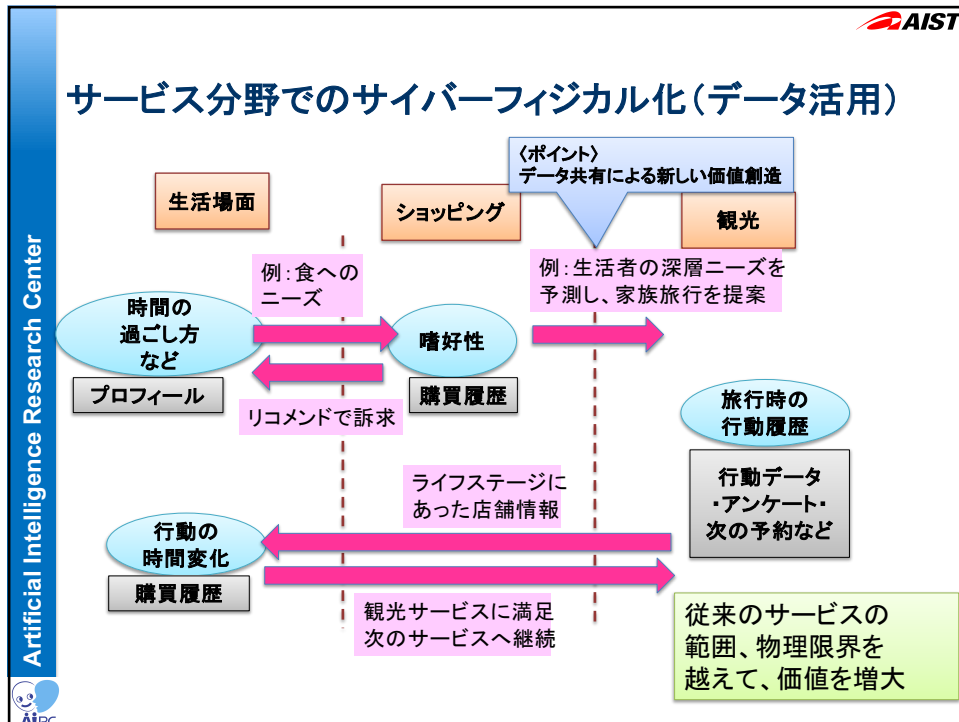 AIST
サービス分野でのサイバーフィジカル化（データ活用）
〈ポイント〉
データ共有による新しい価値創造
生活場面
ショッピング
観光
例：食への
ニーズ
例：生活者の深層ニーズを
予測し、家族旅行を提案
時間の
過ごし方
など
嗜好性
プロフィール
購買履歴
リコメンドで訴求
旅行時の
行動履歴
行動データ
・アンケート・
次の予約など
ライフステージに
あった店舗情報
行動の
時間変化
購買履歴
観光サービスに満足
次のサービスへ継続
従来のサービスの
範囲、物理限界を
越えて、価値を増大
Artificial Intelligence Research Center
AiRC